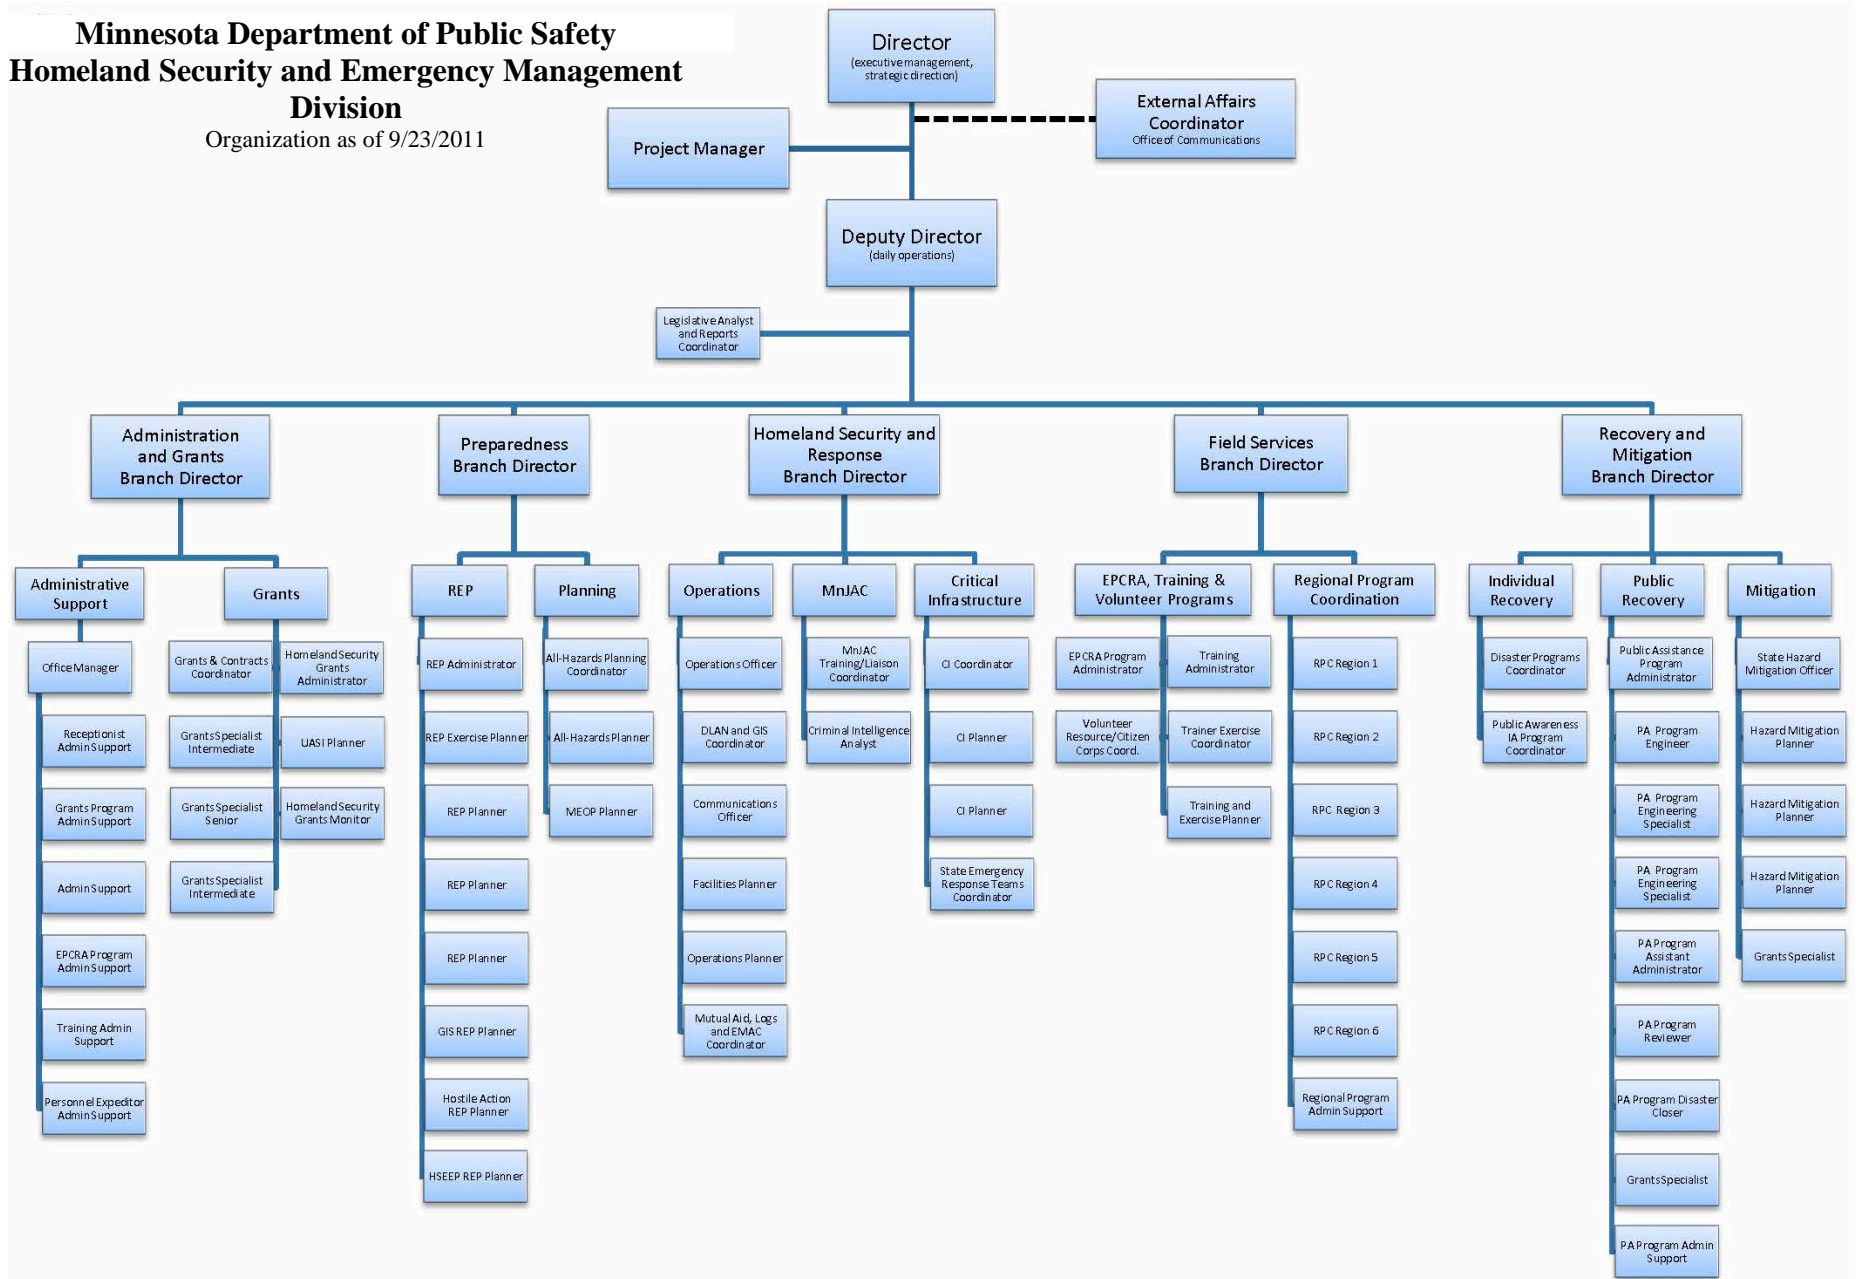 Minnesota Department of Public Safety
Homeland Security and Emergency Management
Division
Organization as of 9/23/2011
Director
(executive management,
strategic direction)
External Affairs
Coordinator
Office of Communications
Project Manager
Deputy Director
(daily operations)
Legislative Analyst
and Reports
Coordinator
Administration
and Grants
Branch Director
Preparedness
Branch Director
Homeland Security and
Response
Branch Director
Field Services
Branch Director
Recovery and
Mitigation
Branch Director
Administrative
Support
Grants
REP
Planning
Operations
MnJAC
Critical
Infrastructure
EPCRA, Training &
Volunteer Programs
Regional Program
Coordination
Individual
Recovery
Public
Recovery
Mitigation
Office Manager
Receptionist
Admin Support
Grants Program
Admin Support
Admin Support
EPCRA Program
Admin Support
Training Admin
Support
Personnel Expeditor
Admin Support
Grants & Contracts
Coordinator
Grants Specialist
Intermediate
Grants Specialist
Senior
Grants Specialist
Intermediate
Homeland Security
Grants
Administrator
UASI Planner
Homeland Security
Grants Monitor
REP Administrator
REP Exercise Planner
REP Planner
REP Planner
REP Planner
GIS REP Planner
Hostile Action
REP Planner
HSEEP REP Planner
All-Hazards Planning
Coordinator
All-Hazards Planner
MEOP Planner
Operations Officer
DLAN and GIS
Coordinator
Communications
Officer
Facilities Planner
Operations Planner
Mutual Aid, Logs
and EMAC
Coordinator
MnJAC
Training/Liaison
Coordinator
Criminal Intelligence
Analyst
CI Coordinator
CI Planner
CI Planner
State Emergency
Response Teams
Coordinator
EPCRA Program
Administrator
Volunteer
Resource/Citizen
Corps Coord.
Training
Administrator
Trainer Exercise
Coordinator
Training and
Exercise Planner
RPC Region 1
RPC Region 2
RPC Region 3
RPC Region 4
RPC Region 5
RPC Region 6
Regional Program
Admin Support
Disaster Programs
Coordinator
Public Awareness
IA Program
Coordinator
Public Assistance
Program
Administrator
PA Program
Engineer
PA Program
Engineering
Specialist
PA Program
Engineering
Specialist
PA Program
Assistant
Administrator
PA Program
Reviewer
PA Program Disaster
Closer
Grants Specialist
PA Program Admin
Support
State Hazard
Mitigation Officer
Hazard Mitigation
Planner
Hazard Mitigation
Planner
Hazard Mitigation
Planner
Grants Specialist